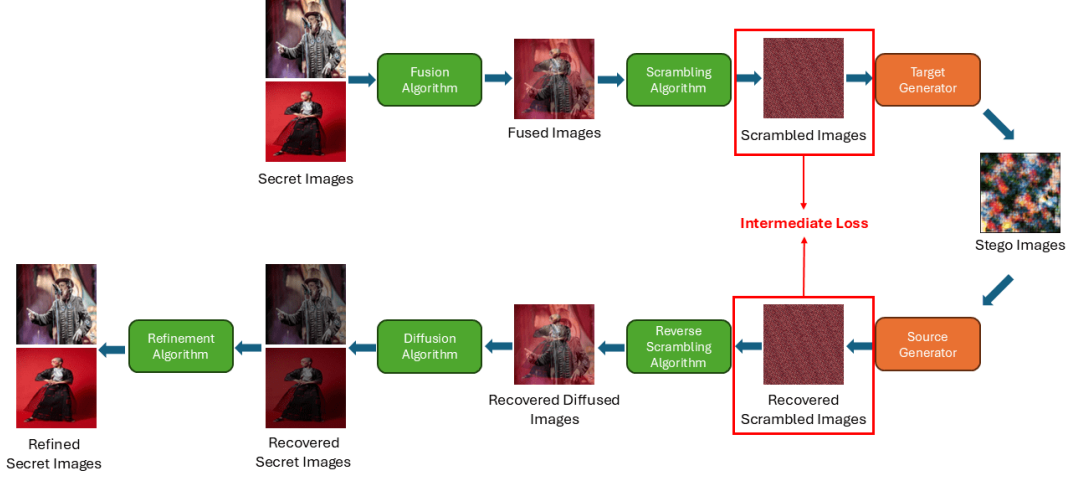 Fusion
Algorithm
Scrambling
Algorithm
Target
Generator
Fused Images
Scrambled Images
Secret Images
Intermediate Loss
Stego Images
Refinement
Algorithm
Diffusion
Algorithm
Reverse
Scrambling
Algorithm
Source
Generator
Recovered Diffused
Images
Recovered
Scrambled Images
Refined
Secret Images
Recovered
Secret Images